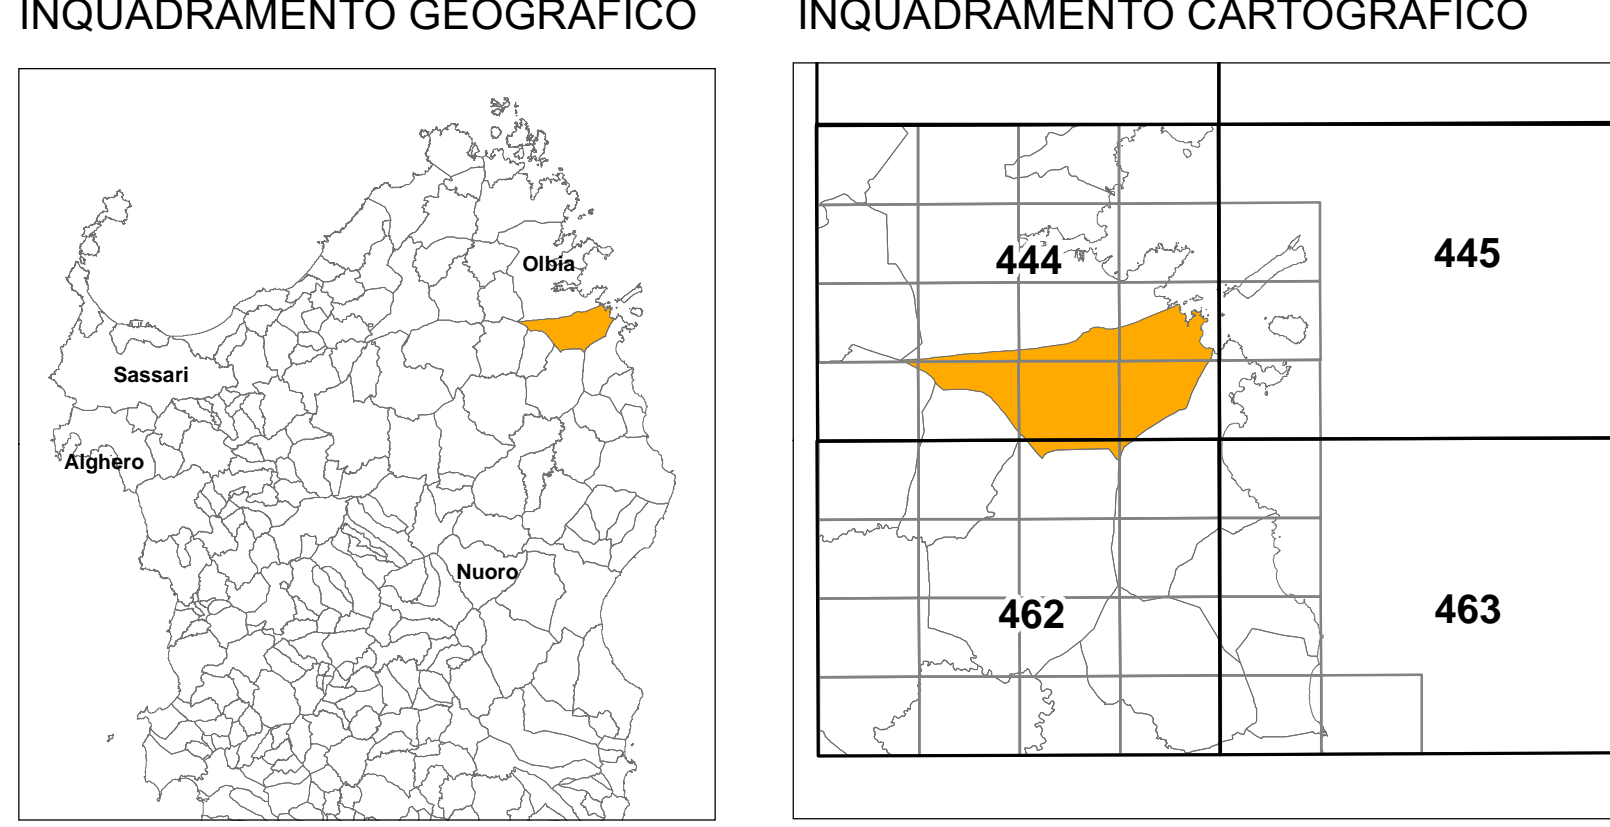 INQUADRAMENTO GEOGRAFICO
INQUADRAMENTO CARTOGRAFICO
Olbia
Sassari
Alghero
Nuoro
444
445
462
463